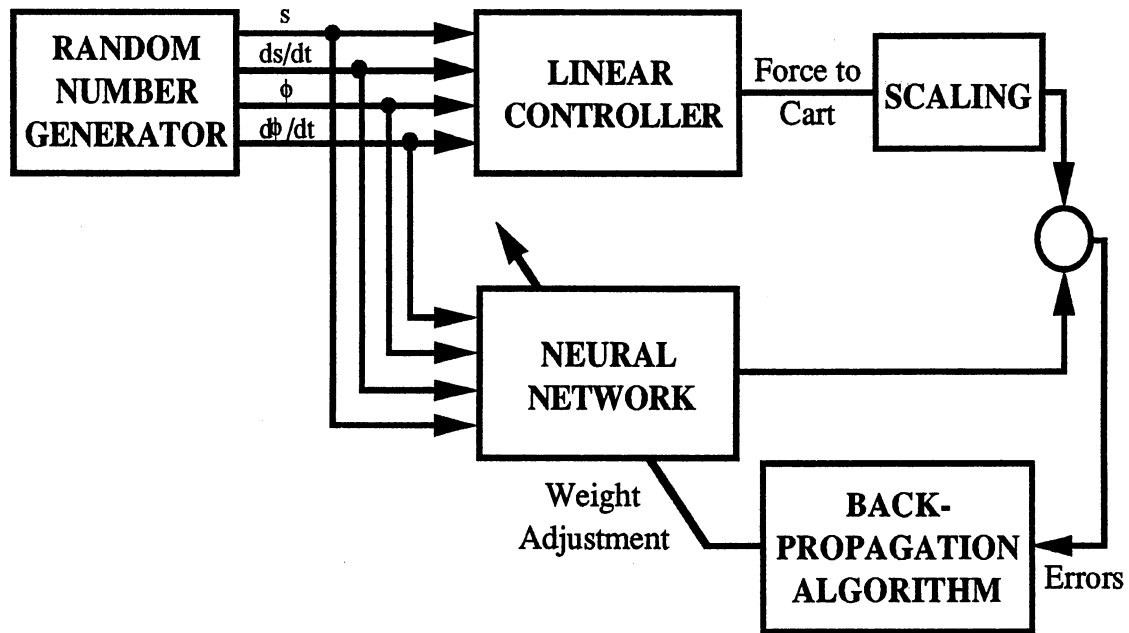 RANDOM
NUMBER
GENERATOR
s
ds/dt
ϕ
dϕ/dt
LINEAR
CONTROLLER
Force to
Cart
SCALING
NEURAL
NETWORK
Weight
Adjustment
BACK-
PROPAGATION
ALGORITHM
Errors